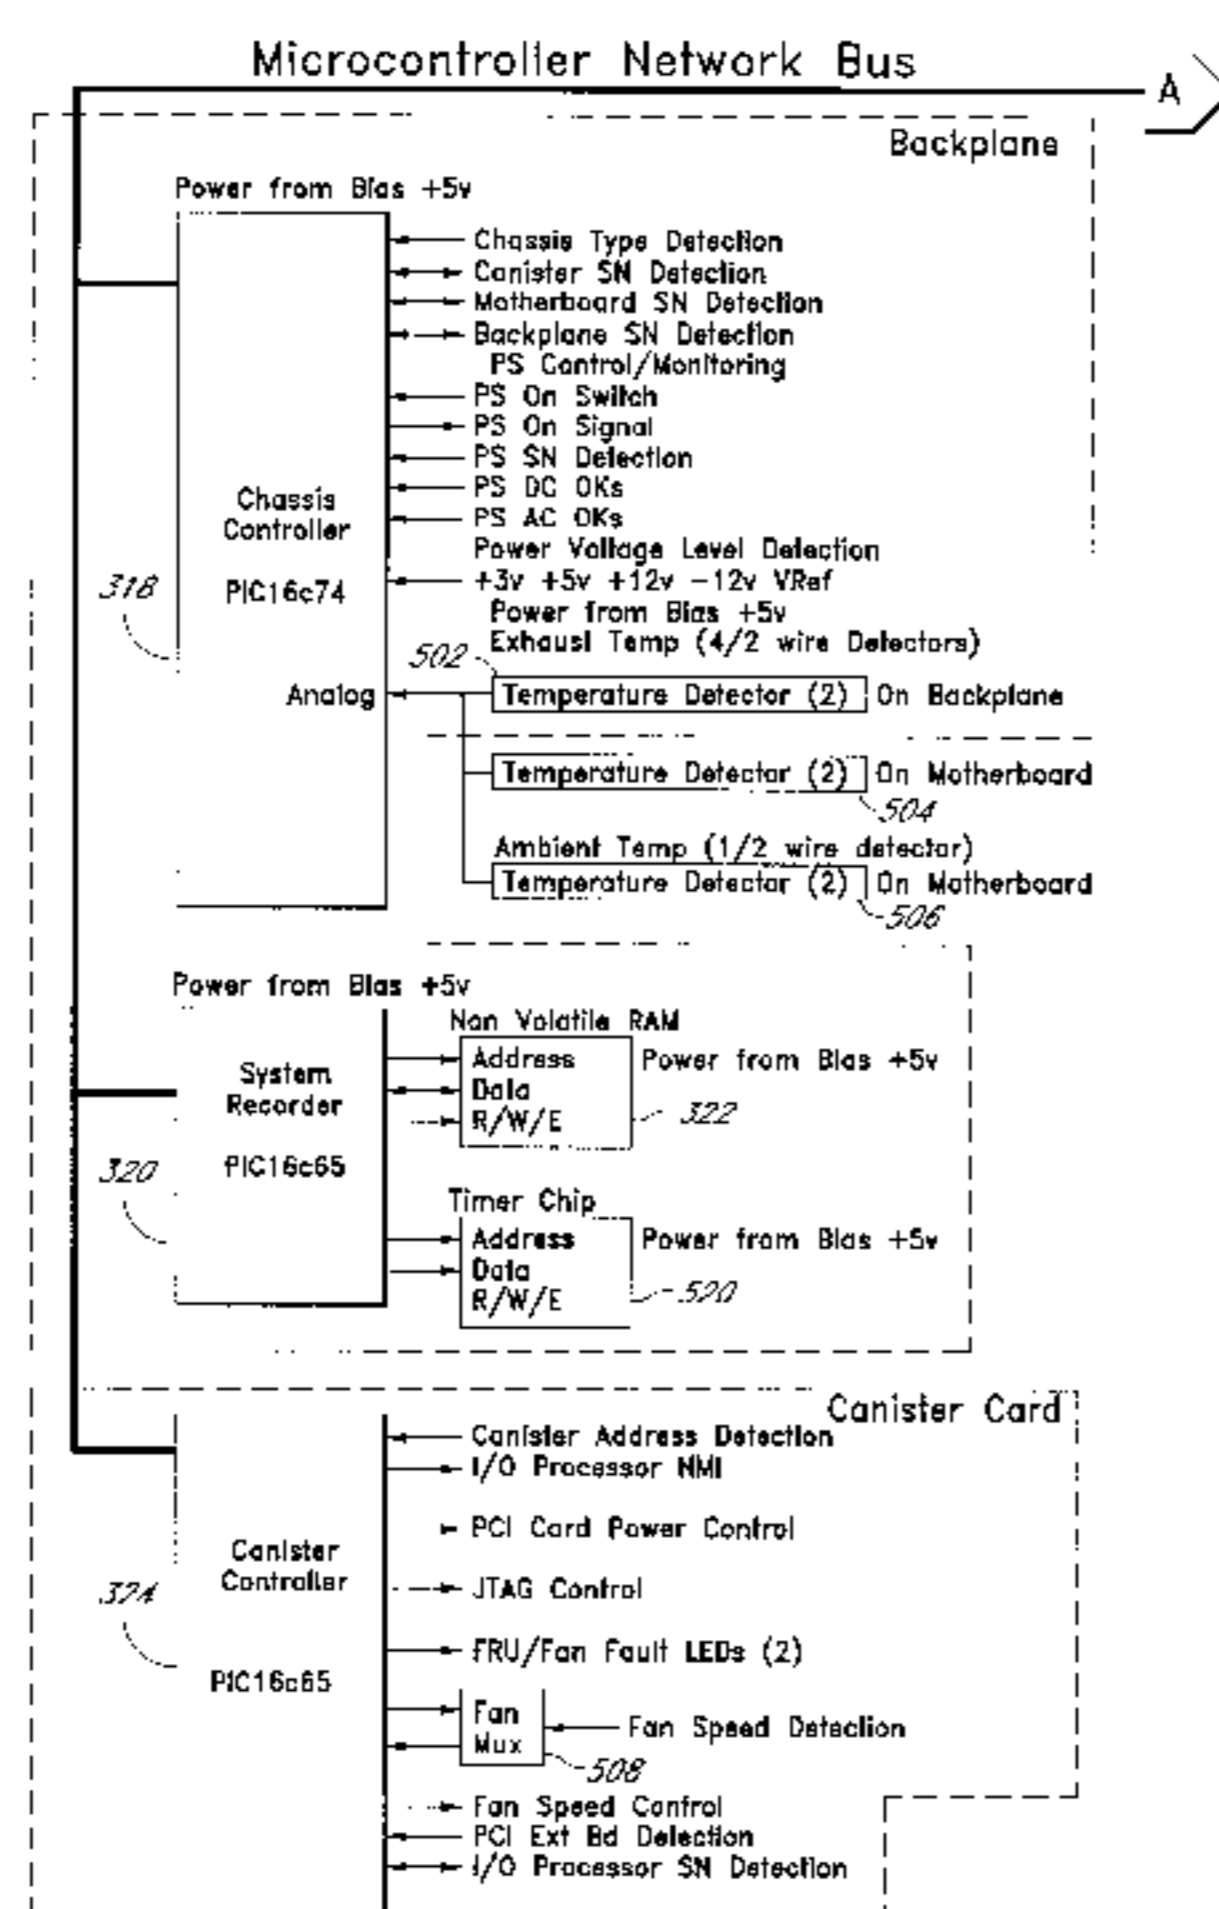 Microcontroller Network Bus
A
Backplane
Power from Bias +5v
Chassis Type Detection
Canister SN Detection
Motherboard SN Detection
Backplane SN Detection
PS Control/Monitoring
PS On Switch
PS On Signal
PS SN Detection
PS DC OKs
PS AC OKs
Power Voltage Level Detection
+3v +5v +12v -12v VRef
Power from Bias +5v
Exhaust Temp (4/2 wire Detectors)
Chassis
Controller
PIC16c74
318
Analog
502
Temperature Detector (2) On Backplane
Temperature Detector (2) On Motherboard
504
Ambient Temp (1/2 wire detector)
Temperature Detector (2) On Motherboard
506
Power from Bias +5v
System
Recorder
PIC16c65
320
Non Volatile RAM
Address
Data
R/W/E
Power from Bias +5v
322
Timer Chip
Address
Data
R/W/E
Power from Bias +5v
520
Canister Card
Canister Address Detection
I/O Processor NMI
PCI Card Power Control
JTAG Control
FRU/Fan Fault LEDs (2)
Canister
Controller
PIC16c65
324
Fan
Mux
Fan Speed Detection
508
Fan Speed Control
PCI Ext Bd Detection
I/O Processor SN Detection